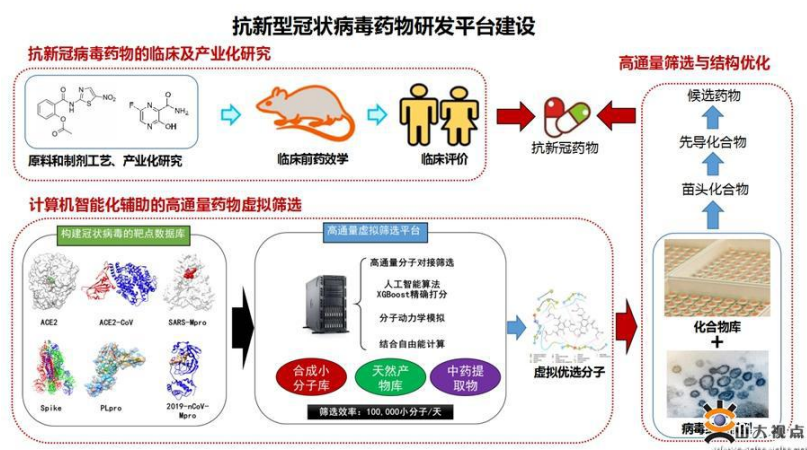 抗新型冠状病毒药物研发平台建设
抗新冠病毒药物的临床及产业化研究
NO₂
OH
原料和制剂工艺、产业化研究
临床前药效学
临床评价
抗新冠药物
高通量筛选与结构优化
候选药物
先导化合物
苗头化合物
化合物库
+
病毒
山大视点
计算机智能化辅助的高通量药物虚拟筛选
构建冠状病毒的靶点数据库
ACE2
ACE2-CoV
SARS-Mpro
Spike
PLpro
2019-nCoV-
Mpro
高通量虚拟筛选平台
高通量分子对接筛选
人工智能算法
XGBoost精确打分
分子动力学模拟
结合自由能计算
合成小
分子库
天然产
物库
中药提
取物
筛选效率：100,000小分子/天
虚拟优选分子